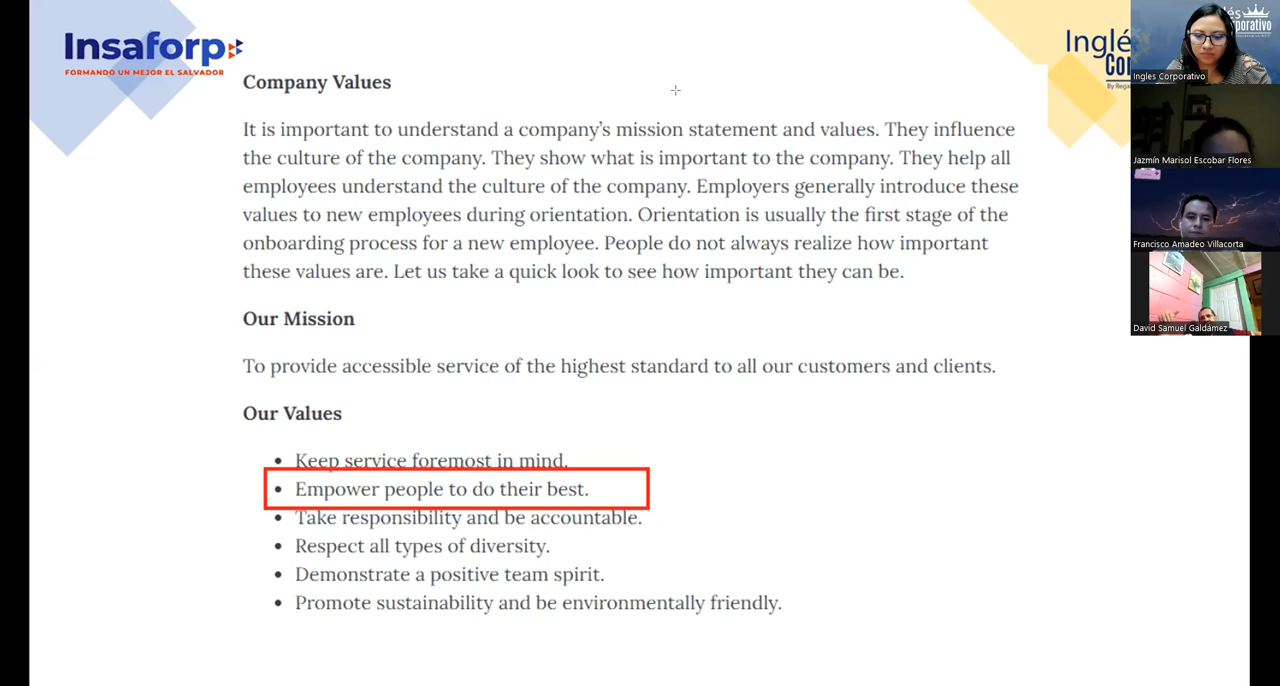 Insaforp
FORMANDO UN MEJOR EL SALVADOR
Company Values
It is important to understand a company's mission statement and values. They influence
the culture of the company. They show what is important to the company. They help all
employees understand the culture of the company. Employers generally introduce these
values to new employees during orientation. Orientation is usually the first stage of the
onboarding process for a new employee. People do not always realize how important
these values are. Let us take a quick look to see how important they can be.
Our Mission
To provide accessible service of the highest standard to all our customers and clients.
Our Values
• Keep service foremost in mind.
• Empower people to do their best.
• Take responsibility and be accountable.
• Respect all types of diversity.
• Demonstrate a positive team spirit.
• Promote sustainability and be environmentally friendly.
Inglé
Co
By Rega
és
rporativo
Ingles Corporativo
Jazmín Marisol Escobar Flores
Francisco Amadeo Villacorta
David Samuel Galdámez